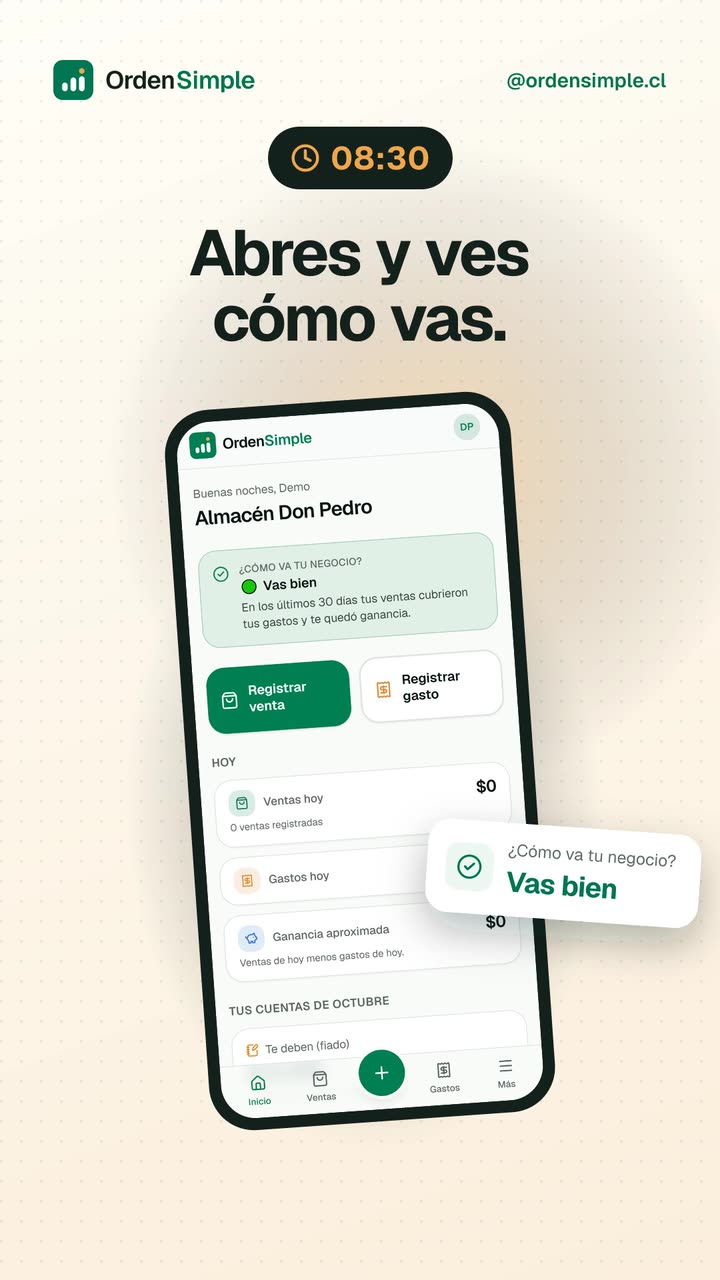 OrdenSimple
@ordensimple.cl
08:30
Abres y ves
cómo vas.
OrdenSimple
DP
Buenas noches, Demo
Almacén Don Pedro
¿CÓMO VA TU NEGOCIO?
Vas bien
En los últimos 30 días tus ventas cubrieron
tus gastos y te quedó ganancia.
Registrar
venta
Registrar
gasto
HOY
Ventas hoy
$0
0 ventas registradas
Gastos hoy
¿Cómo va tu negocio?
Vas bien
Ganancia aproximada
$0
Ventas de hoy menos gastos de hoy.
TUS CUENTAS DE OCTUBRE
Te deben (fiado)
Inicio
Ventas
Gastos
Más